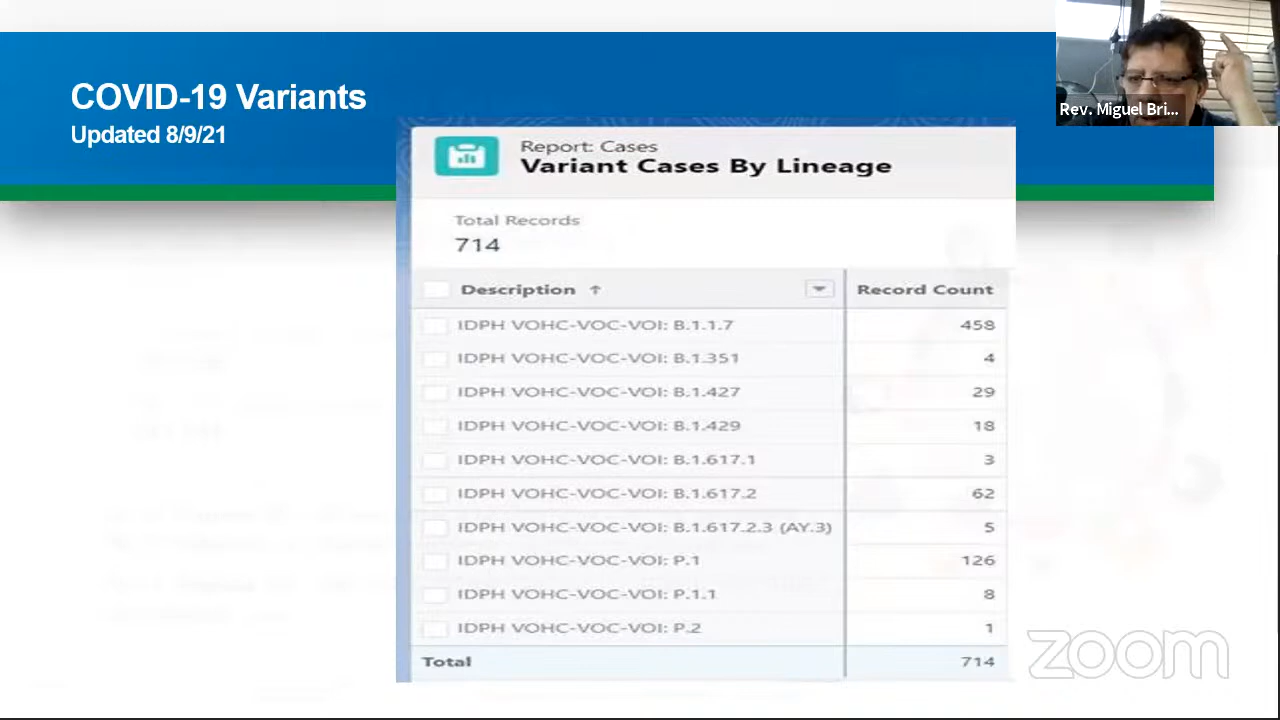 COVID-19 Variants
Updated 8/9/21
Rev. Miguel Bri...
Report: Cases
Variant Cases By Lineage
Total Records
714
Description ↑ Record Count
IDPH VOHC-VOC-VOI: B.1.1.7 458
IDPH VOHC-VOC-VOI: B.1.351 4
IDPH VOHC-VOC-VOI: B.1.427 29
IDPH VOHC-VOC-VOI: B.1.429 18
IDPH VOHC-VOC-VOI: B.1.617.1 3
IDPH VOHC-VOC-VOI: B.1.617.2 62
IDPH VOHC-VOC-VOI: B.1.617.2.3 (AY.3) 5
IDPH VOHC-VOC-VOI: P.1 126
IDPH VOHC-VOC-VOI: P.1.1 8
IDPH VOHC-VOC-VOI: P.2 1
Total 714
zoom